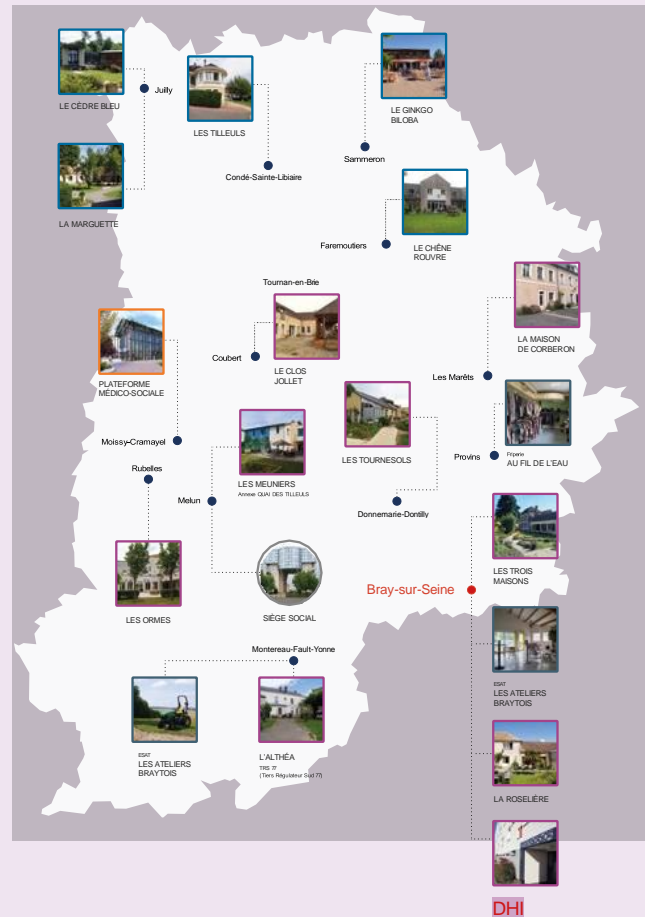 LE CÈDRE BLEU
Juilly
LES TILLEULS
LE GINKGO
BILOBA
LA MARGUETTE
Condé-Sainte-Libiaire
Sammeron
Faremoutiers
LE CHÊNE
ROUVRE
Tournan-en-Brie
LA MAISON
DE CORBERON
Coubert
LE CLOS
JOLLET
PLATEFORME
MÉDICO-SOCIALE
Les Marêts
Moissy-Cramayel
LES TOURNESOLS
Provins
Friperie
AU FIL DE L'EAU
Rubelles
LES MEUNIERS
Annexe QUAI DES TILLEULS
Melun
Donnemarie-Dontilly
LES TROIS
MAISONS
Bray-sur-Seine
LES ORMES
SIÈGE SOCIAL
Montereau-Fault-Yonne
ESAT
LES ATELIERS
BRAYTOIS
ESAT
LES ATELIERS
BRAYTOIS
L'ALTHÉA
TRS 77
(Tiers Régulateur Sud 77)
LA ROSELIÈRE
DHI